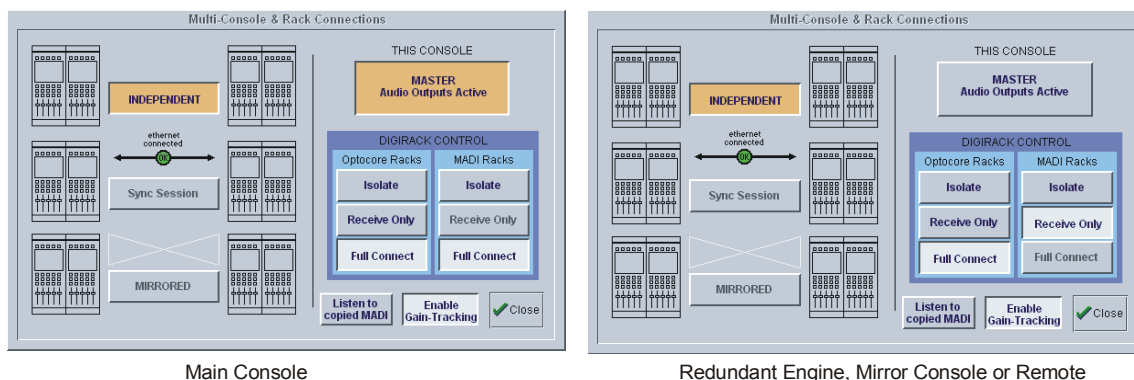 Multi-Console & Rack Connections
INDEPENDENT
ethernet
connected
OK
Sync Session
MIRRORED
THIS CONSOLE
MASTER
Audio Outputs Active
DIGIRACK CONTROL
Optocore Racks
MADI Racks
Isolate
Isolate
Receive Only
Receive Only
Full Connect
Full Connect
Listen to
copied MADI
Enable
Gain-Tracking
Close
Main Console
Multi-Console & Rack Connections
INDEPENDENT
ethernet
connected
OK
Sync Session
MIRRORED
THIS CONSOLE
MASTER
Audio Outputs Active
DIGIRACK CONTROL
Optocore Racks
MADI Racks
Isolate
Isolate
Receive Only
Receive Only
Full Connect
Full Connect
Listen to
copied MADI
Enable
Gain-Tracking
Close
Redundant Engine, Mirror Console or Remote